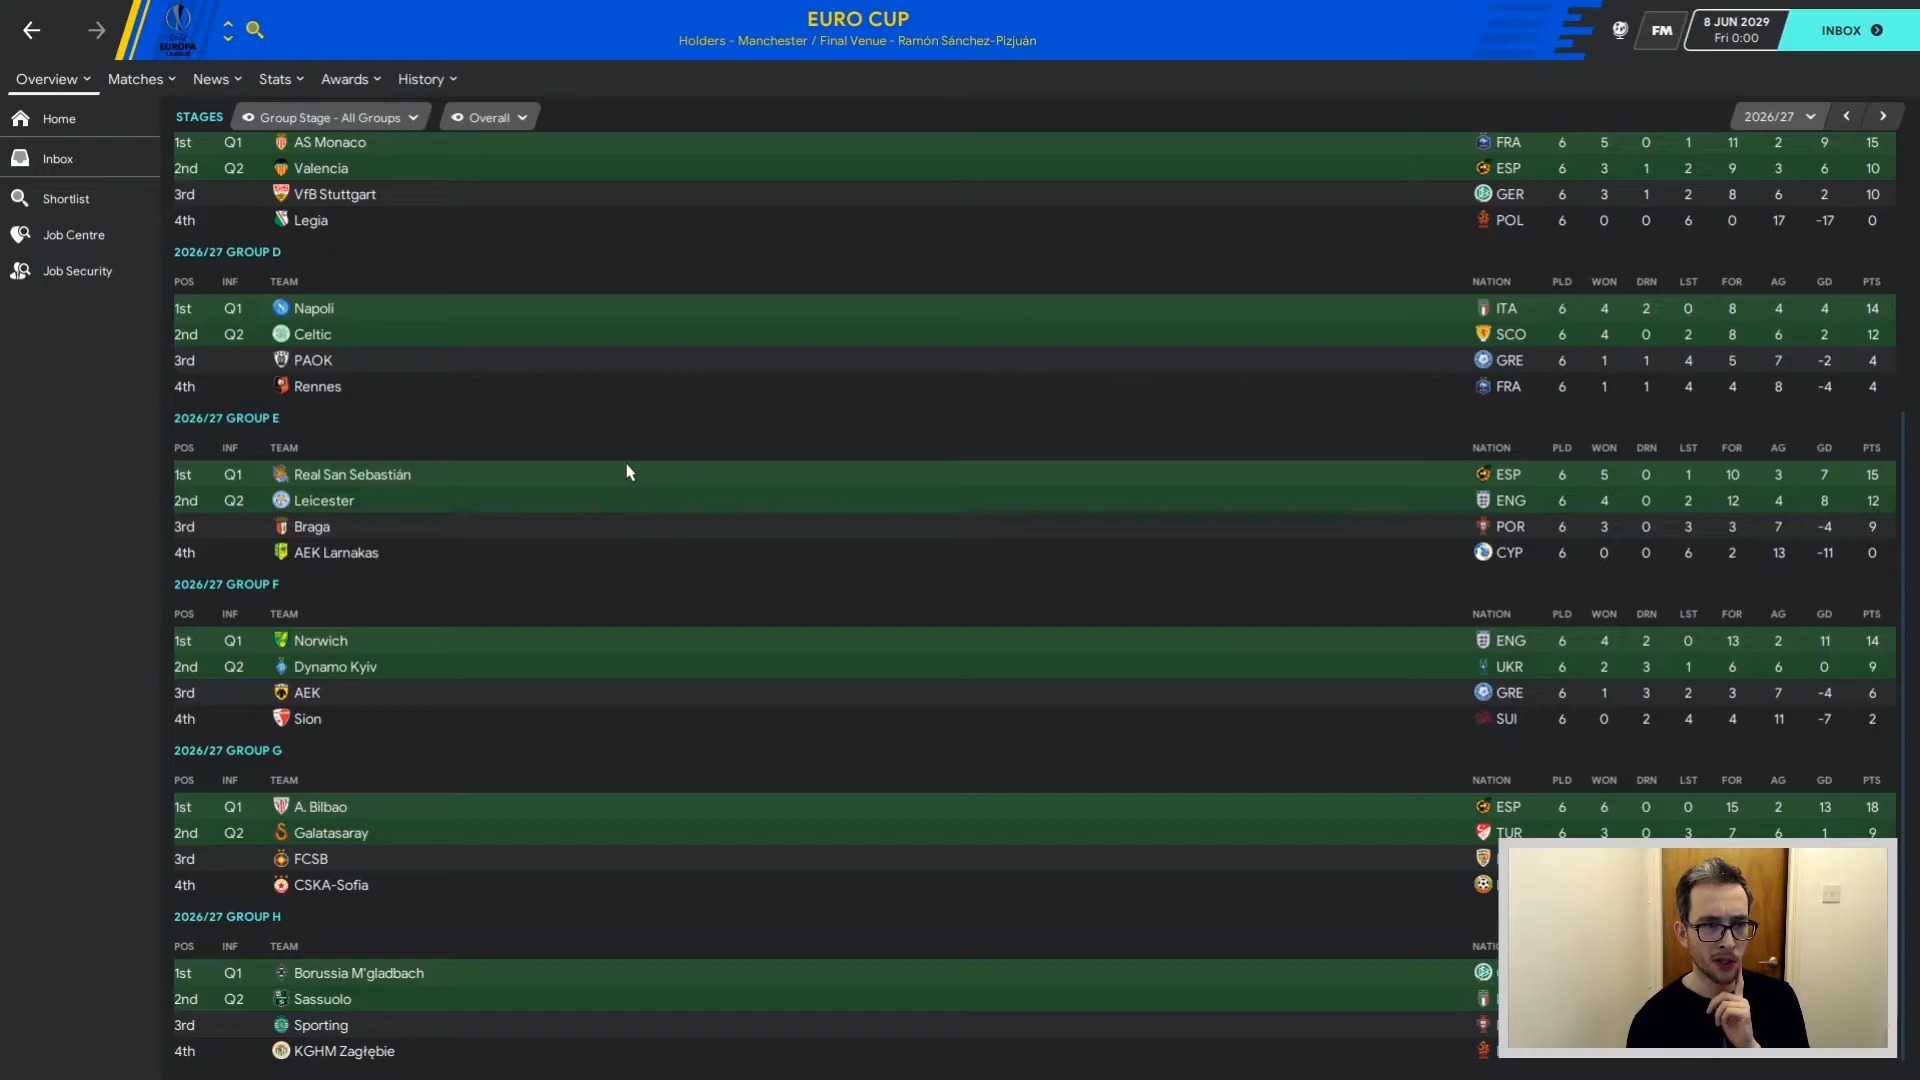 EUROPA
LEAGUE
EURO CUP
Holders - Manchester / Final Venue - Ramón Sánchez-Pizjuán
FM
8 JUN 2029
Fri 0:00
INBOX
Overview Matches News Stats Awards History
Home
Inbox
Shortlist
Job Centre
Job Security
STAGES Group Stage - All Groups Overall 2026/27
1st Q1 AS Monaco FRA 6 5 0 1 11 2 9 15
2nd Q2 Valencia ESP 6 3 1 2 9 3 6 10
3rd VfB Stuttgart GER 6 3 1 2 8 6 2 10
4th Legia POL 6 0 0 6 0 17 -17 0
2026/27 GROUP D
POS INF TEAM NATION PLD WON DRN LST FOR AG GD PTS
1st Q1 Napoli ITA 6 4 2 0 8 4 4 14
2nd Q2 Celtic SCO 6 4 0 2 8 6 2 12
3rd PAOK GRE 6 1 1 4 5 7 -2 4
4th Rennes FRA 6 1 1 4 4 8 -4 4
2026/27 GROUP E
POS INF TEAM NATION PLD WON DRN LST FOR AG GD PTS
1st Q1 Real San Sebastián ESP 6 5 0 1 10 3 7 15
2nd Q2 Leicester ENG 6 4 0 2 12 4 8 12
3rd Braga POR 6 3 0 3 3 7 -4 9
4th AEK Larnakas CYP 6 0 0 6 2 13 -11 0
2026/27 GROUP F
POS INF TEAM NATION PLD WON DRN LST FOR AG GD PTS
1st Q1 Norwich ENG 6 4 2 0 13 2 11 14
2nd Q2 Dynamo Kyiv UKR 6 2 3 1 6 6 0 9
3rd AEK GRE 6 1 3 2 3 7 -4 6
4th Sion SUI 6 0 2 4 4 11 -7 2
2026/27 GROUP G
POS INF TEAM NATION PLD WON DRN LST FOR AG GD PTS
1st Q1 A. Bilbao ESP 6 6 0 0 15 2 13 18
2nd Q2 Galatasaray TUR 6 3 0 3 7 6 1 9
3rd FCSB
4th CSKA-Sofia
2026/27 GROUP H
POS INF TEAM
1st Q1 Borussia M'gladbach
2nd Q2 Sassuolo
3rd Sporting
4th KGHM Zagłębie